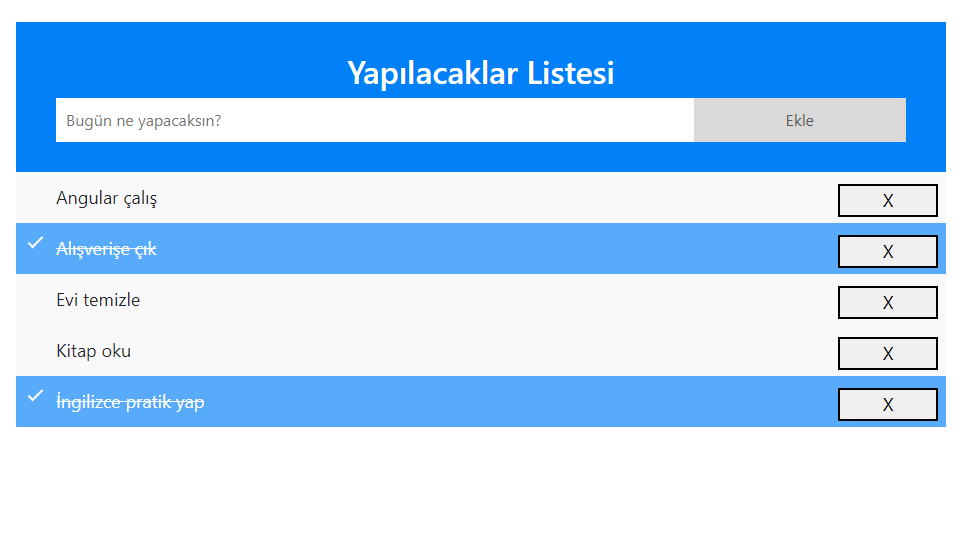 Yapılacaklar Listesi
Bugün ne yapacaksın? Ekle
Angular çalış X
Alışverişe çık X
Evi temizle X
Kitap oku X
İngilizce pratik yap X